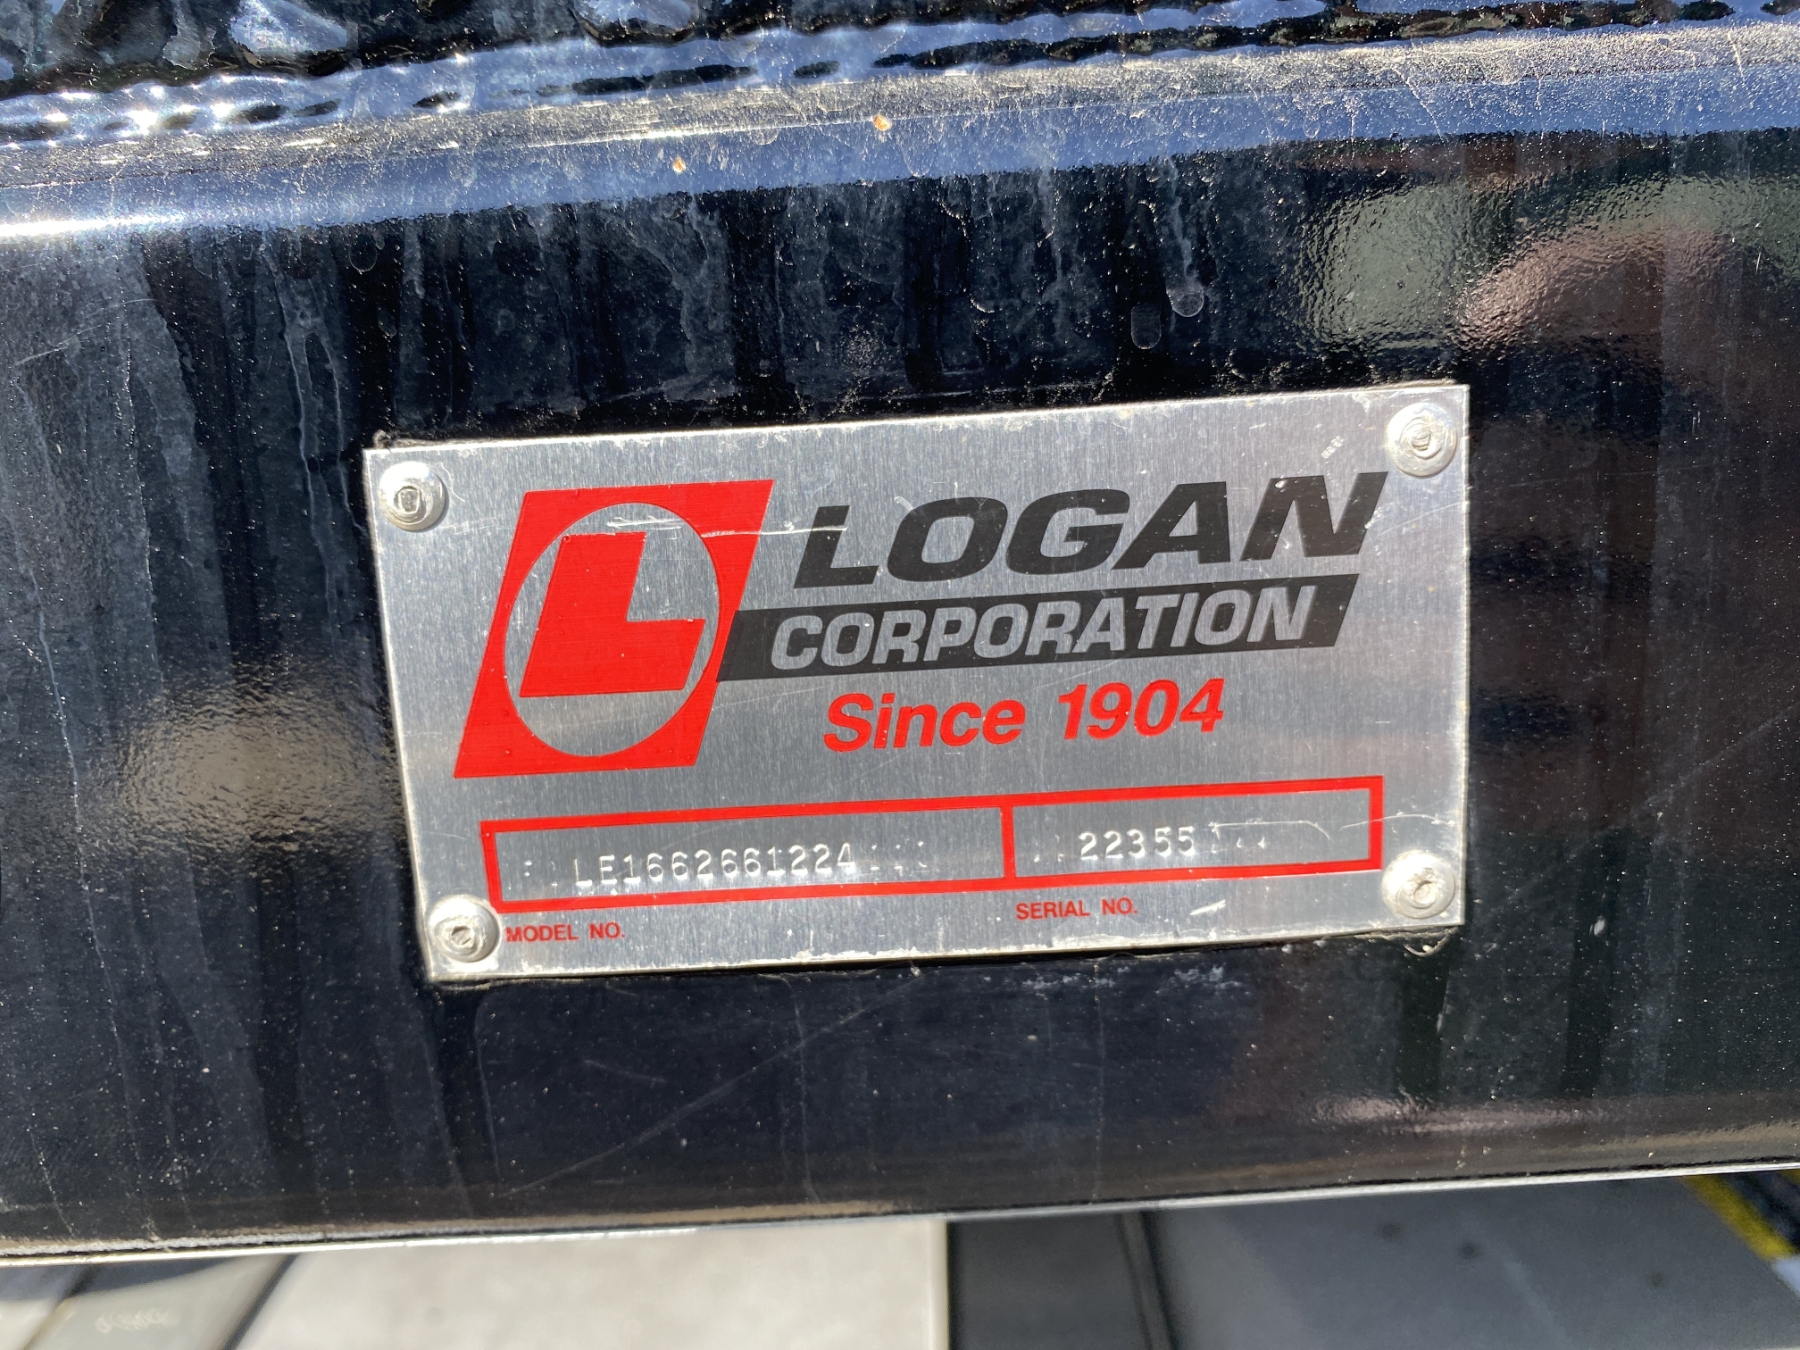 L
LOGAN
CORPORATION
Since 1904
LE1662661224
22355
MODEL NO.
SERIAL NO.